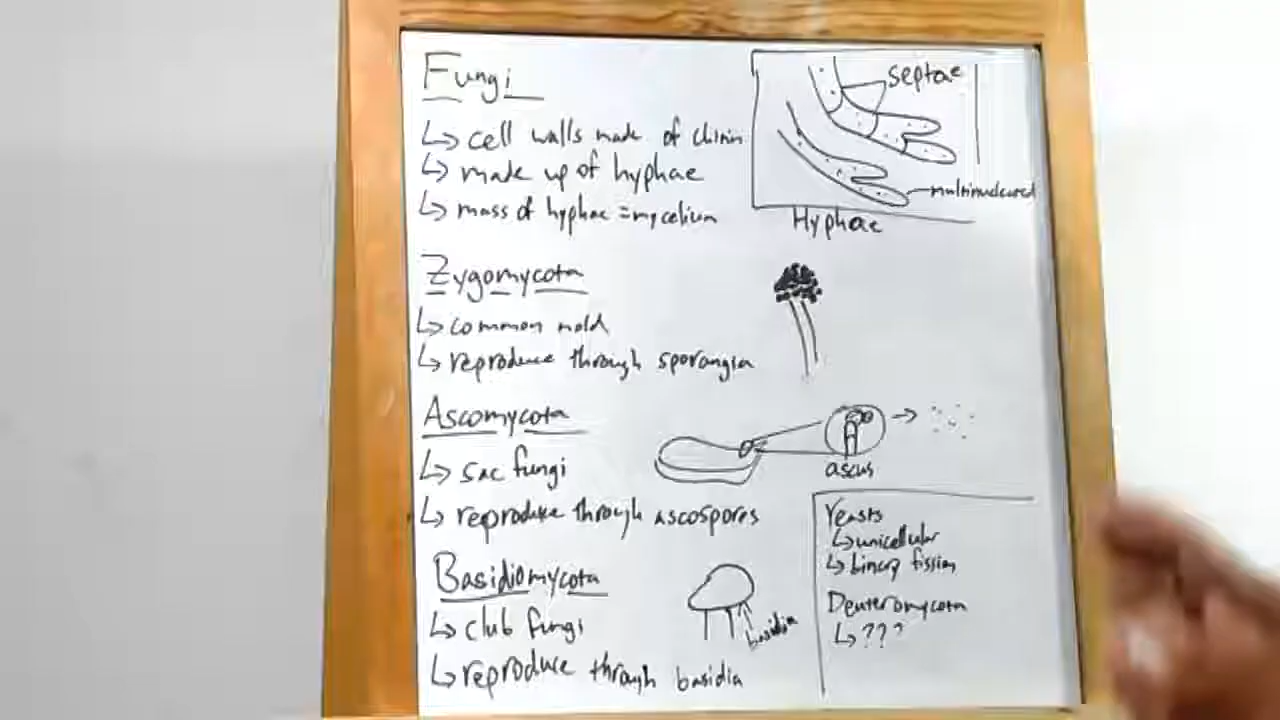 Fungi
↳ cell walls made of chitin
↳ made up of hyphae
↳ mass of hyphae = mycelium
septae
multinucleated
Hyphae
Zygomycota
↳ common mold
↳ reproduce through sporangia
Ascomycota
↳ sac fungi
↳ reproduce through ascospores
ascus
Basidiomycota
↳ club fungi
↳ reproduce through basidia
basidia
Yeasts
↳ unicellular
↳ binary fission
Deuteromycota
↳ ???